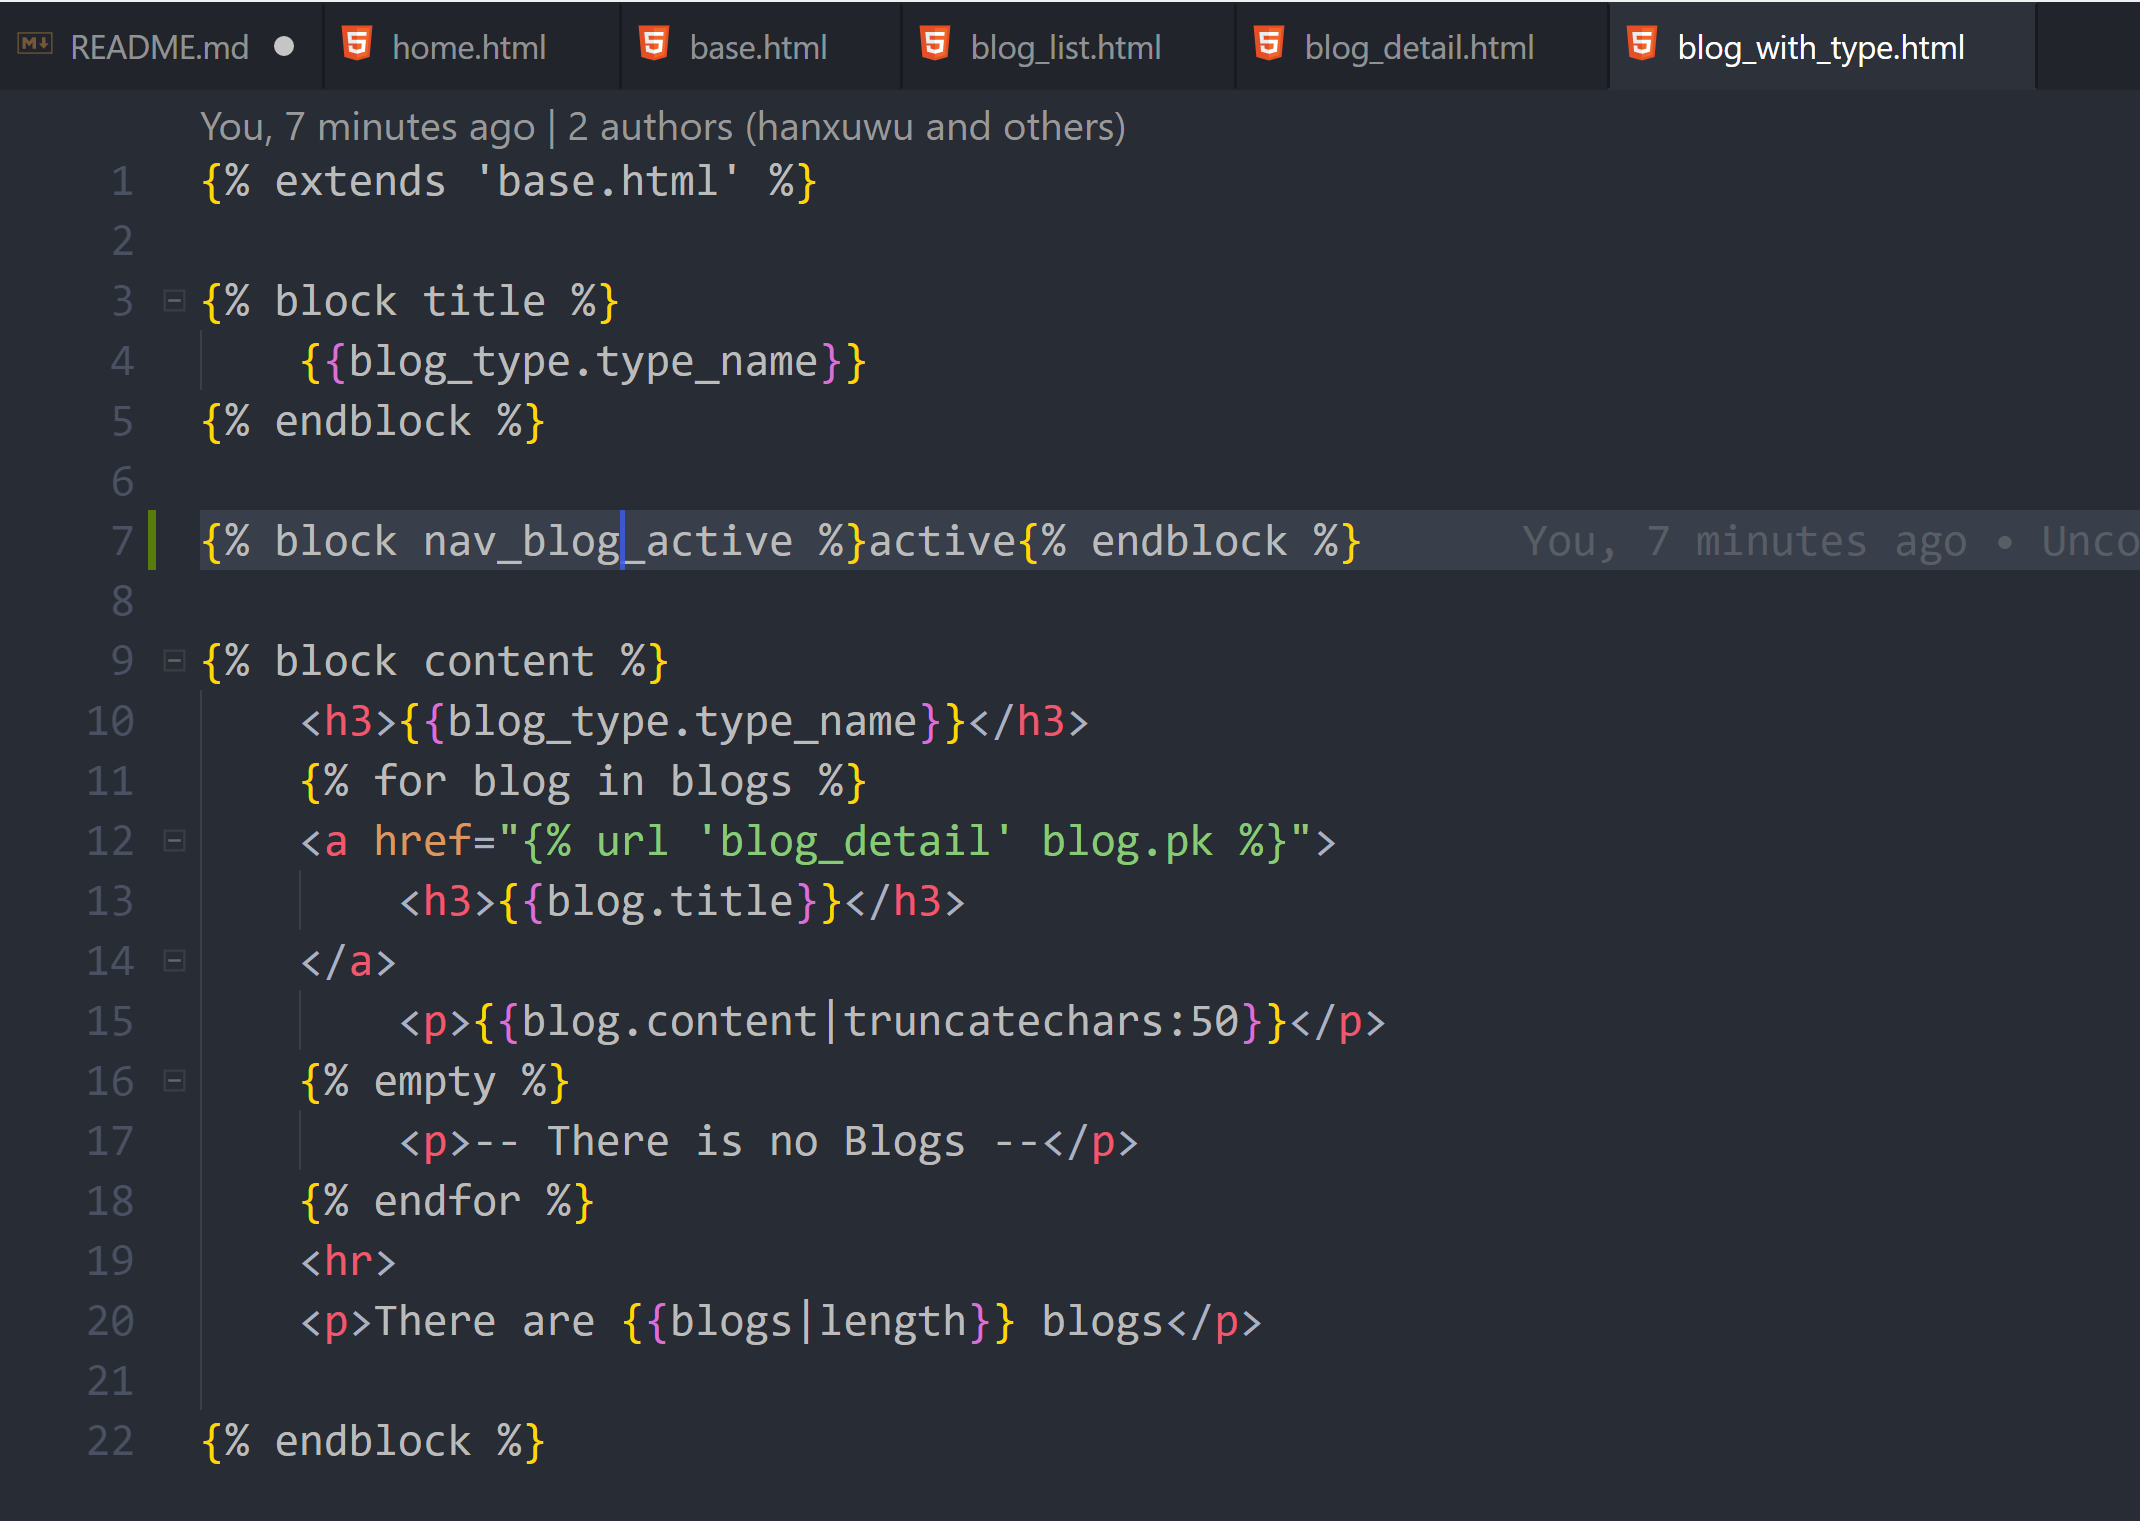 README.md home.html base.html blog_list.html blog_detail.html blog_with_type.html
You, 7 minutes ago | 2 authors (hanxuwu and others)
1 {% extends 'base.html' %}
2
3 {% block title %}
4     {{blog_type.type_name}}
5 {% endblock %}
6
7 {% block nav_blog_active %}active{% endblock %} You, 7 minutes ago • Unco
8
9 {% block content %}
10     <h3>{{blog_type.type_name}}</h3>
11     {% for blog in blogs %}
12     <a href="{% url 'blog_detail' blog.pk %}">
13         <h3>{{blog.title}}</h3>
14     </a>
15         <p>{{blog.content|truncatechars:50}}</p>
16     {% empty %}
17         <p>-- There is no Blogs --</p>
18     {% endfor %}
19     <hr>
20     <p>There are {{blogs|length}} blogs</p>
21
22 {% endblock %}